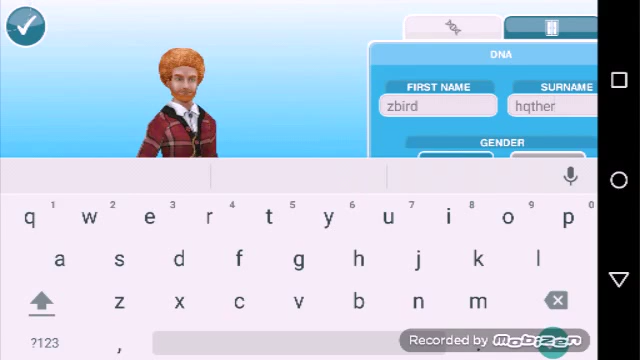 DNA
FIRST NAME SURNAME
zbird hqther
GENDER
1 2 3 4 5 6 7 8 9 0
q w e r t y u i o p
a s d f g h j k l
z x c v b n m
?123 , .
Recorded by MOBIZEN